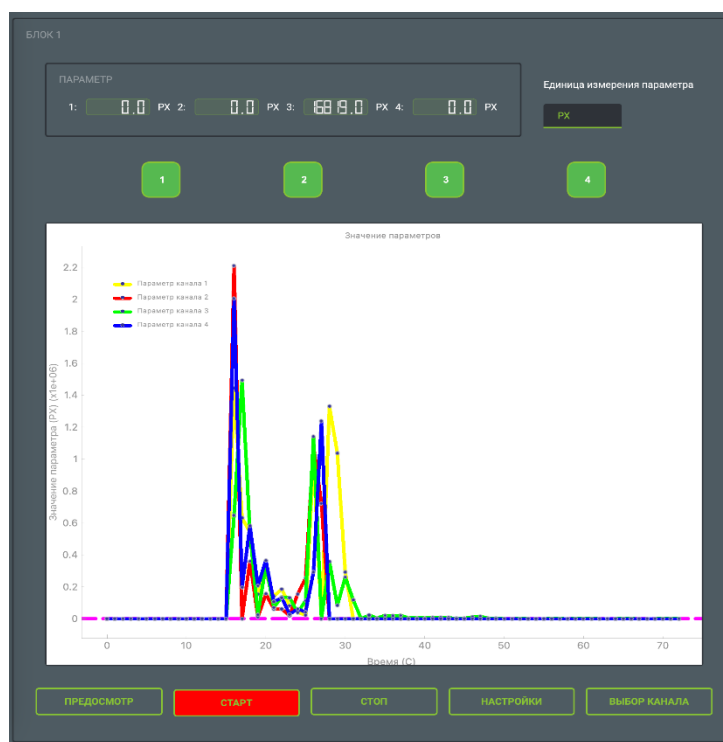 БЛОК 1
ПАРАМЕТР
1: 0.0 PX 2: 0.0 PX 3: 16819.0 PX 4: 0.0 PX
Единица измерения параметра
PX
1 2 3 4
Значение параметров
Параметр канала 1
Параметр канала 2
Параметр канала 3
Параметр канала 4
Значение параметра (PX) (x1e+06)
2.2
2
1.8
1.6
1.4
1.2
1
0.8
0.6
0.4
0.2
0
0 10 20 30 40 50 60 70
Время (С)
ПРЕДОСМОТР СТАРТ СТОП НАСТРОЙКИ ВЫБОР КАНАЛА